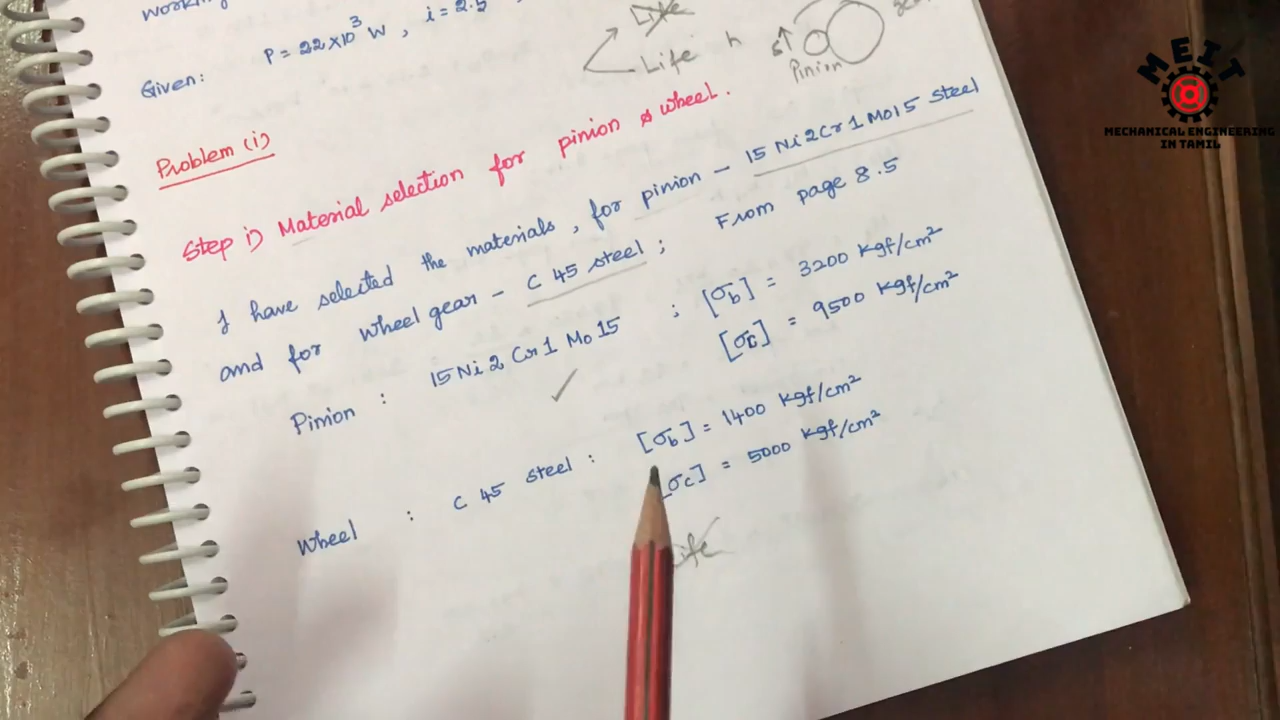 Given: P = 22×10³ W, i = 2.5
Life
Life h
Pinion
Problem (i)
Step i) Material selection for pinion & wheel.
I have selected the materials, for pinion - 15 Ni 2 Cr 1 Mo15 steel
and for wheel gear - C 45 steel; From page 8.5
Pinion : 15 Ni 2 Cr 1 Mo 15 : [σb] = 3200 kgf/cm²
[σc] = 9500 kgf/cm²
Wheel : C 45 steel : [σb] = 1400 kgf/cm²
[σc] = 5000 kgf/cm²
Life
MEIT
MECHANICAL ENGINEERING
IN TAMIL